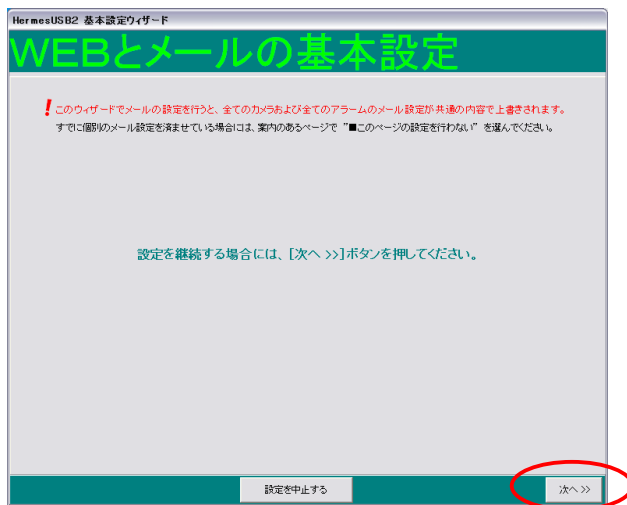 HermesUSB2 基本設定ウィザード
WEBとメールの基本設定
！このウィザードでメールの設定を行うと、全てのカメラおよび全てのアラームのメール設定が共通の内容で上書きされます。
すでに個別のメール設定を済ませている場合には、案内のあるページで "■このページの設定を行わない" を選んでください。
設定を継続する場合には、[次へ >>]ボタンを押してください。
設定を中止する
次へ >>